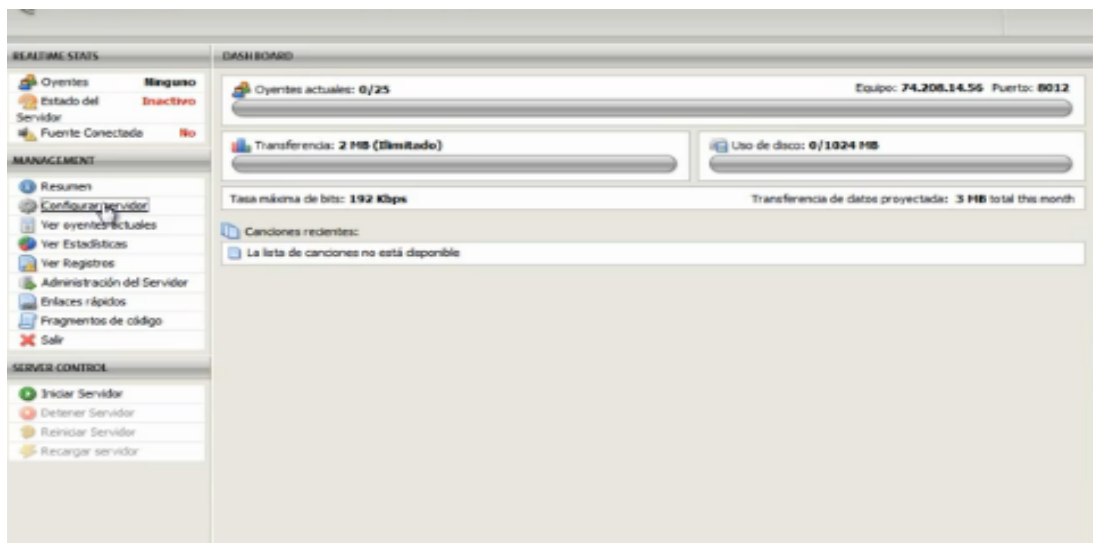 REALTIME STATS
Oyentes Ninguno
Estado del Servidor Inactivo
Fuente Conectada No
MANAGEMENT
Resumen
Configurar servidor
Ver oyentes actuales
Ver Estadísticas
Ver Registros
Administración del Servidor
Enlaces rápidos
Fragmentos de código
Salir
SERVER CONTROL
Iniciar Servidor
Detener Servidor
Reiniciar Servidor
Recargar servidor
DASHBOARD
Oyentes actuales: 0/25 Equipo: 74.208.14.56 Puerto: 8012
Transferencia: 2 MB (Ilimitado) Uso de disco: 0/1024 MB
Tasa máxima de bits: 192 Kbps Transferencia de datos proyectada: 3 MB total this month
Canciones recientes:
La lista de canciones no está disponible